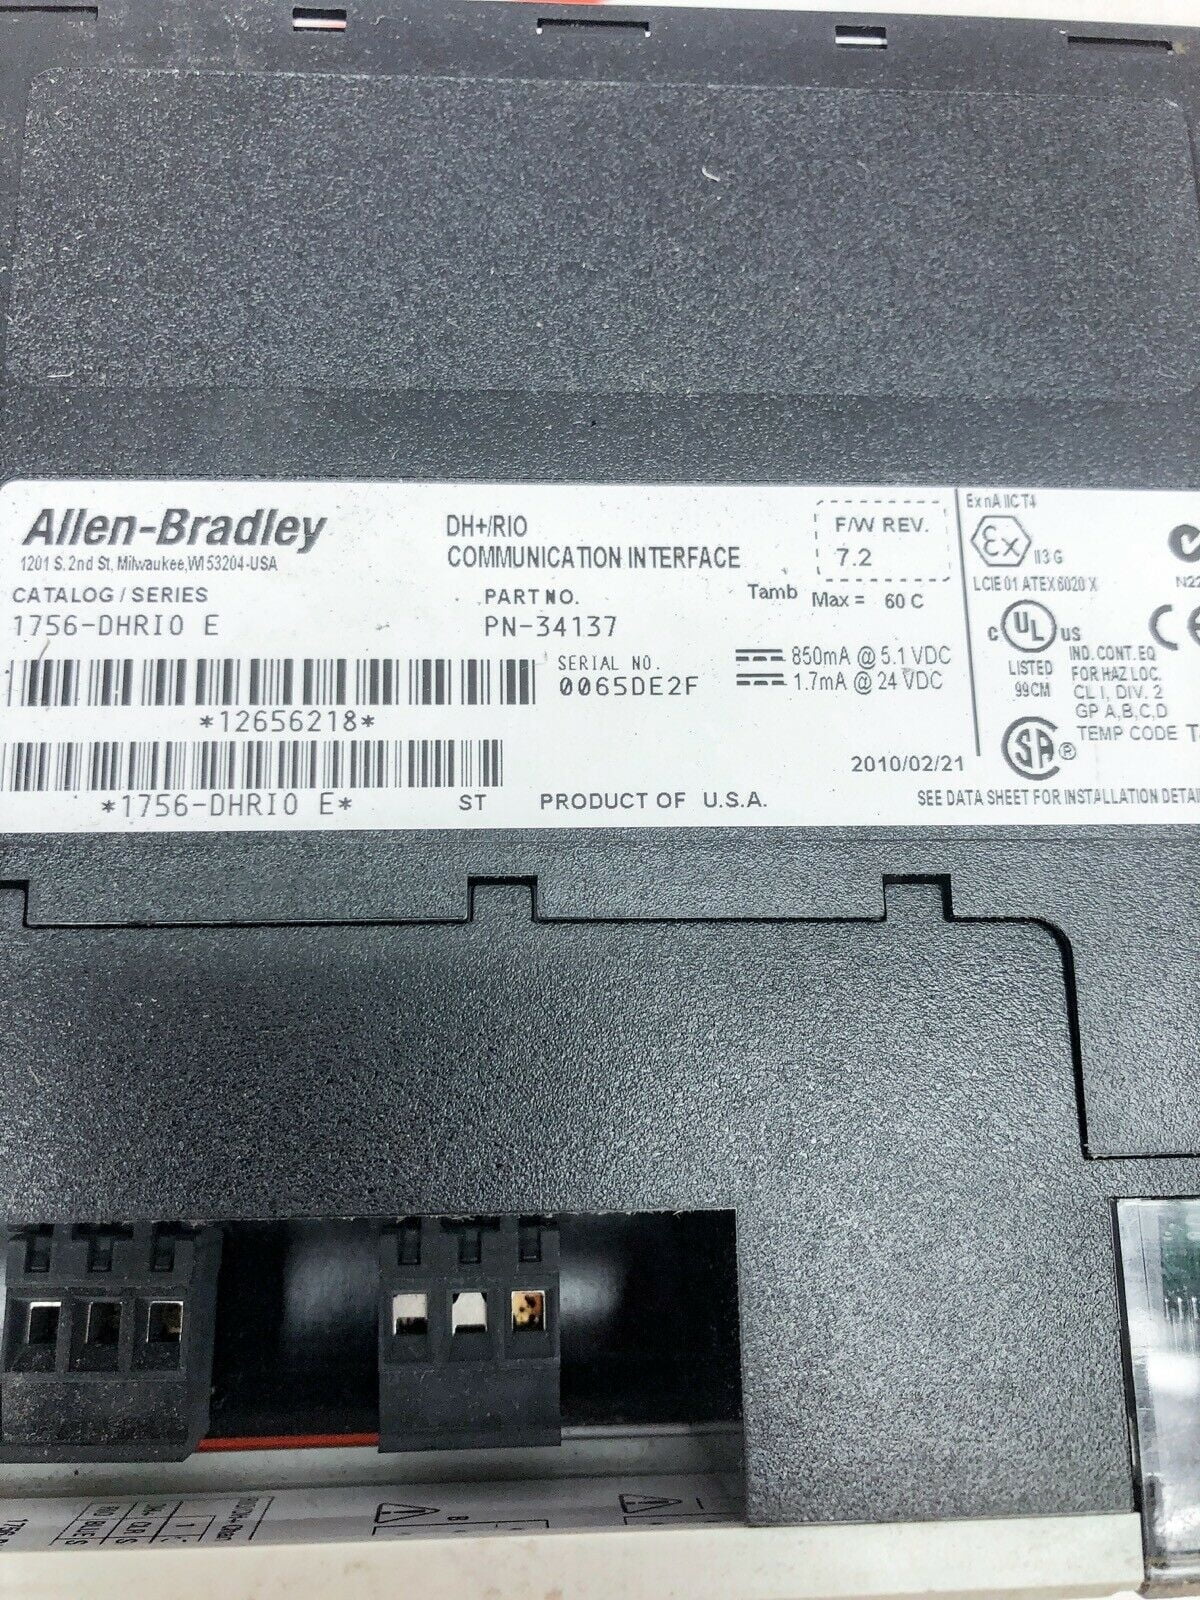 Allen-Bradley
1201 S. 2nd St, Milwaukee, WI 53204-USA
CATALOG / SERIES
1756-DHRIO E
*12656218*
*1756-DHRIO E*
DH+/RIO
COMMUNICATION INTERFACE
PART NO.
PN-34137
SERIAL NO.
0065DE2F
ST
PRODUCT OF U.S.A.
F/W REV.
7.2
Tamb Max = 60 C
850mA @ 5.1 VDC
1.7mA @ 24 VDC
2010/02/21
Ex nA IIC T4
Ex II 3 G
LCIE 01 ATEX 6020 X
C UL US
LISTED
99CM
IND. CONT. EQ
FOR HAZ LOC.
CL I, DIV. 2
GP A,B,C,D
TEMP CODE
SA ®
SEE DATA SHEET FOR INSTALLATION
B